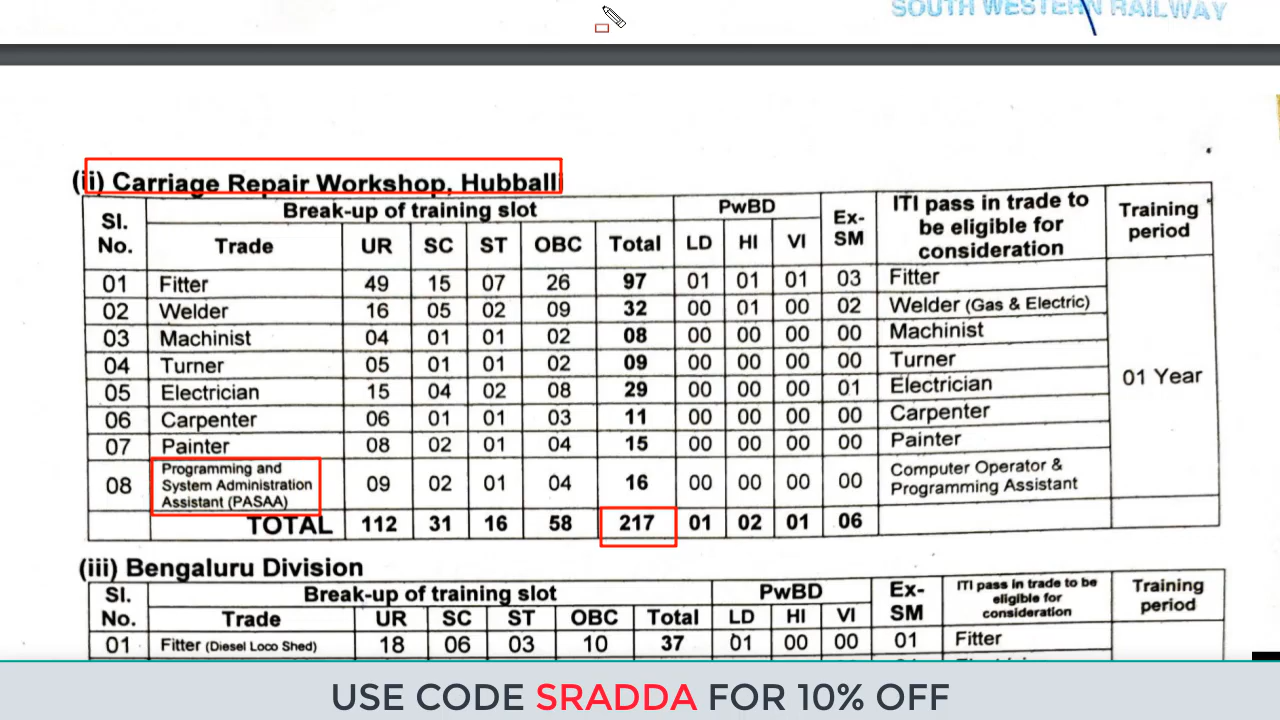 SOUTH WESTERN RAILWAY
(ii) Carriage Repair Workshop, Hubballi
Sl. No. Break-up of training slot PwBD Ex-SM ITI pass in trade to be eligible for consideration Training period
Trade UR SC ST OBC Total LD HI VI
01 Fitter 49 15 07 26 97 01 01 01 03 Fitter 01 Year
02 Welder 16 05 02 09 32 00 01 00 02 Welder (Gas & Electric)
03 Machinist 04 01 01 02 08 00 00 00 00 Machinist
04 Turner 05 01 01 02 09 00 00 00 00 Turner
05 Electrician 15 04 02 08 29 00 00 00 01 Electrician
06 Carpenter 06 01 01 03 11 00 00 00 00 Carpenter
07 Painter 08 02 01 04 15 00 00 00 00 Painter
08 Programming and System Administration Assistant (PASAA) 09 02 01 04 16 00 00 00 00 Computer Operator & Programming Assistant
TOTAL 112 31 16 58 217 01 02 01 06
(iii) Bengaluru Division
Sl. No. Break-up of training slot PwBD Ex-SM ITI pass in trade to be eligible for consideration Training period
Trade UR SC ST OBC Total LD HI VI
01 Fitter (Diesel Loco Shed) 18 06 03 10 37 01 00 00 01 Fitter
USE CODE SRADDA FOR 10% OFF